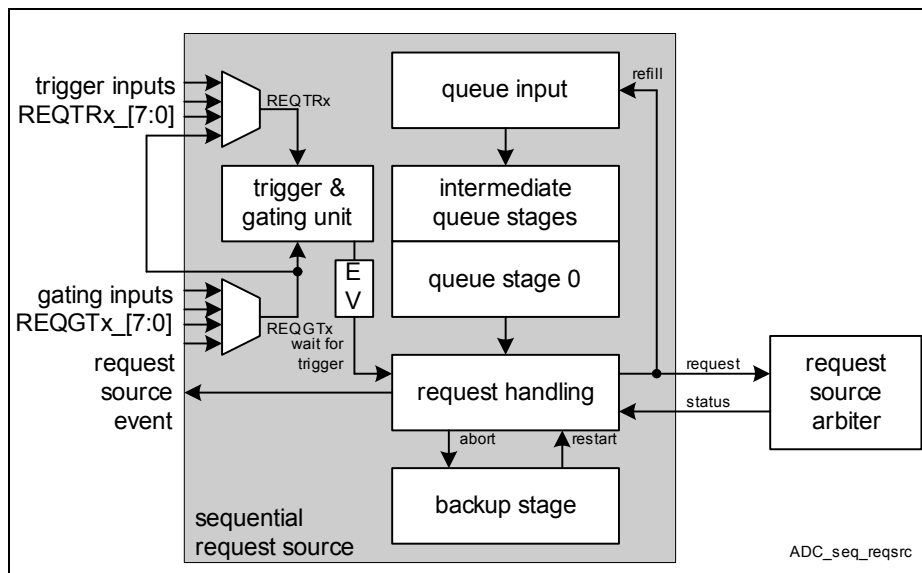 trigger inputs
REQTRx_[7:0]
REQTRx
queue input
refill
trigger &
gating unit
intermediate
queue stages
E
V
queue stage 0
gating inputs
REQGTx_[7:0]
REQGTx
wait for
trigger
request
source
event
request handling
request
status
request
source
arbiter
abort
restart
backup stage
sequential
request source
ADC_seq_reqsrc